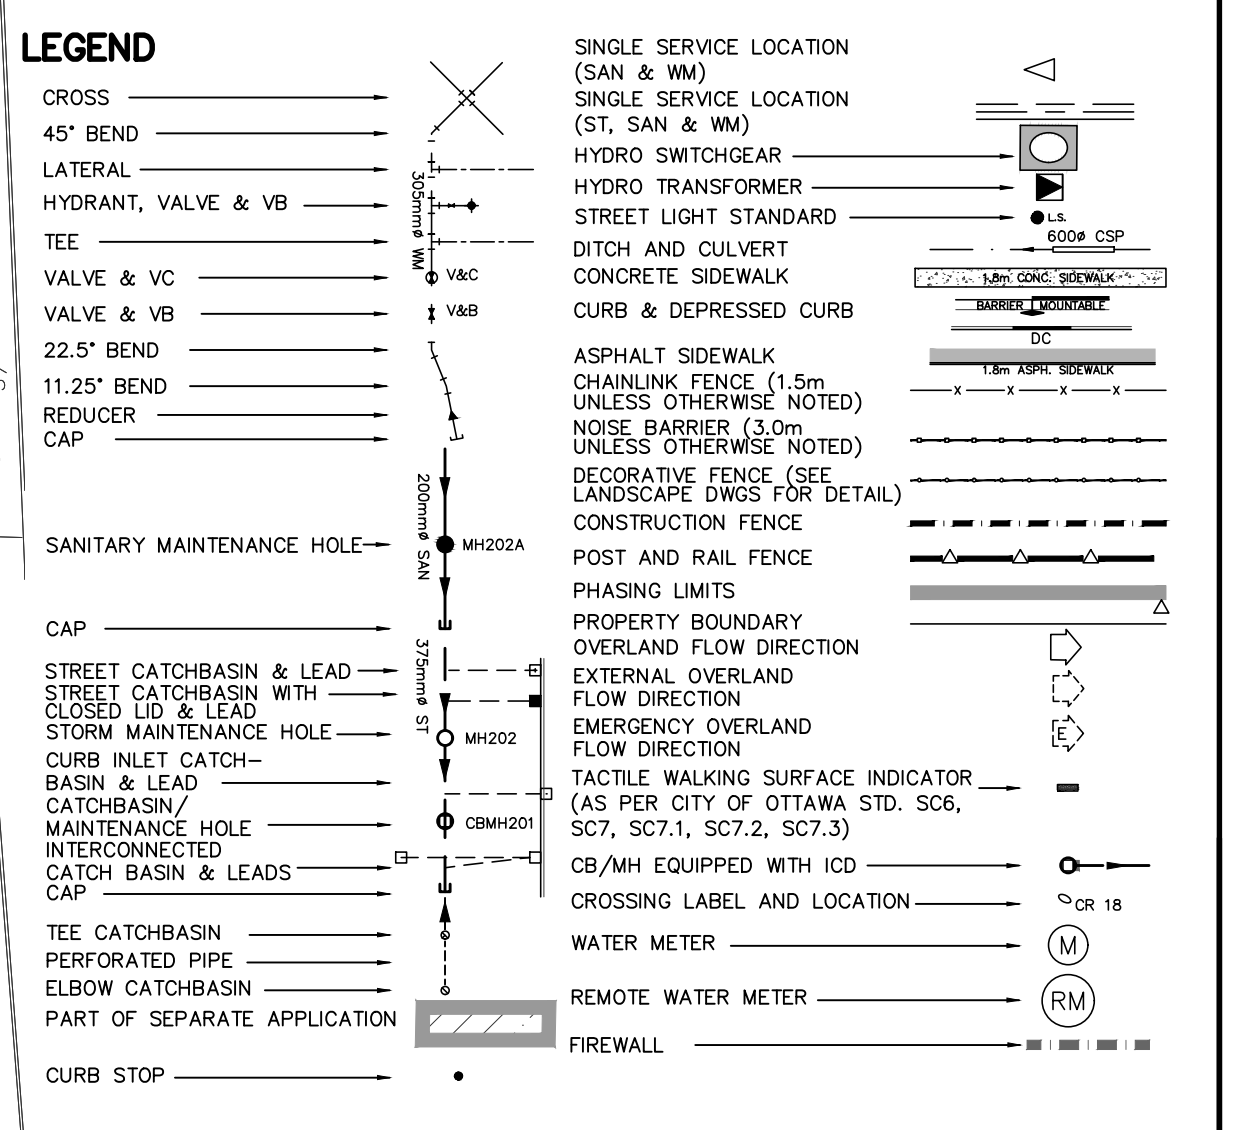 LEGEND
CROSS
45° BEND
LATERAL
HYDRANT, VALVE & VB
TEE
VALVE & VC
VALVE & VB
22.5° BEND
11.25° BEND
REDUCER
CAP
SANITARY MAINTENANCE HOLE
CAP
STREET CATCHBASIN & LEAD
STREET CATCHBASIN WITH
CLOSED LID & LEAD
STORM MAINTENANCE HOLE
CURB INLET CATCH-
BASIN & LEAD
CATCHBASIN/
MAINTENANCE HOLE
INTERCONNECTED
CATCH BASIN & LEADS
CAP
TEE CATCHBASIN
PERFORATED PIPE
ELBOW CATCHBASIN
PART OF SEPARATE APPLICATION
CURB STOP
305mmø WM
V&C
V&B
200mmø SAN
MH202A
375mmø ST
MH202
CBMH201
SINGLE SERVICE LOCATION
(SAN & WM)
SINGLE SERVICE LOCATION
(ST, SAN & WM)
HYDRO SWITCHGEAR
HYDRO TRANSFORMER
STREET LIGHT STANDARD
L.S.
DITCH AND CULVERT
600ø CSP
CONCRETE SIDEWALK
1.8m CONC. SIDEWALK
CURB & DEPRESSED CURB
BARRIER MOUNTABLE
DC
ASPHALT SIDEWALK
1.8m ASPH. SIDEWALK
CHAINLINK FENCE (1.5m
UNLESS OTHERWISE NOTED)
X X X X
NOISE BARRIER (3.0m
UNLESS OTHERWISE NOTED)
DECORATIVE FENCE (SEE
LANDSCAPE DWGS FOR DETAIL)
CONSTRUCTION FENCE
POST AND RAIL FENCE
PHASING LIMITS
PROPERTY BOUNDARY
OVERLAND FLOW DIRECTION
EXTERNAL OVERLAND
FLOW DIRECTION
EMERGENCY OVERLAND
FLOW DIRECTION
E
TACTILE WALKING SURFACE INDICATOR
(AS PER CITY OF OTTAWA STD. SC6,
SC7, SC7.1, SC7.2, SC7.3)
CB/MH EQUIPPED WITH ICD
CROSSING LABEL AND LOCATION
CR 18
WATER METER
M
REMOTE WATER METER
RM
FIREWALL